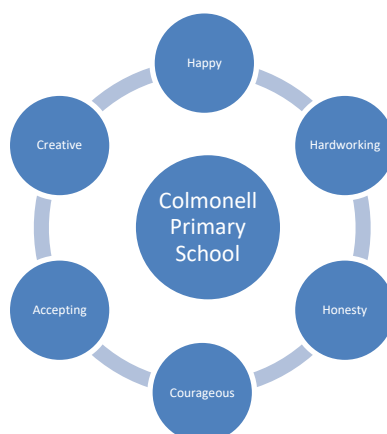 Happy
Creative
Hardworking
Colmonell
Primary
School
Accepting
Honesty
Courageous